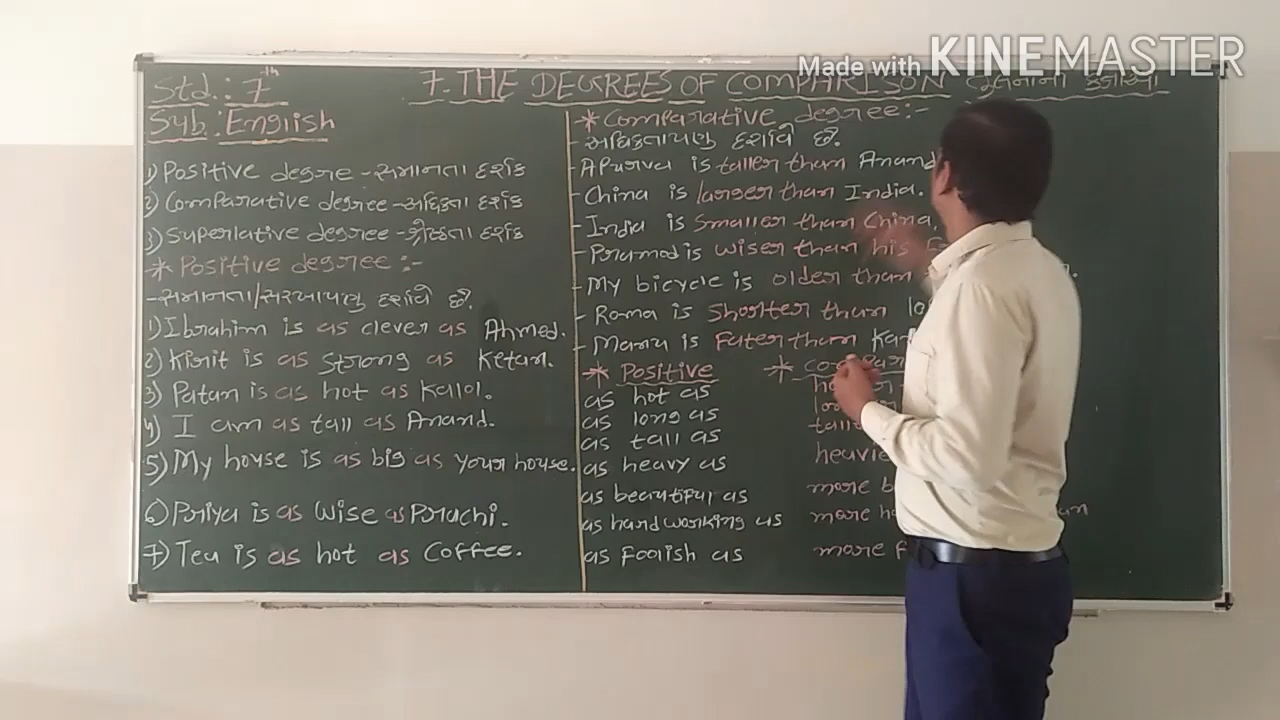 Made with KINEMASTER
Std.: 7th
7. THE DEGREES OF COMPARISON તુલનાની કક્ષાઓ
Sub: English
1) Positive degree - સમાનતા દર્શક
2) Comparative degree - અધિકતા દર્શક
3) Superlative degree - શ્રેષ્ઠતા દર્શક
* Positive degree :-
- સમાનતા/સરખાપણુ દર્શાવે છે.
1) Ibrahim is as clever as Ahmed.
2) Kirit is as strong as Ketan.
3) Patan is as hot as Kalol.
4) I am as tall as Anand.
5) My house is as big as your house.
6) Priya is as wise as Prachi.
7) Tea is as hot as Coffee.
* Comparative degree :-
- અધિકતાપણુ દર્શાવે છે.
- Apurva is taller than Anand
- China is larger than India.
- India is smaller than China.
- Pramod is wiser than his
- My bicycle is older than
- Rama is shorter than
- Manu is Fater than
* Positive
as hot as
as long as
as tall as
as heavy as
as beautiful as
as hardworking as
as Foolish as
*
more
more
more